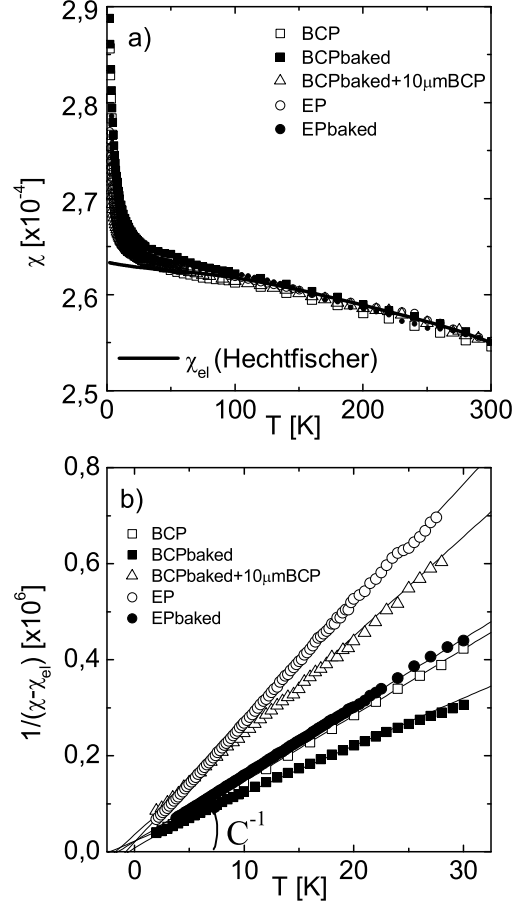 2,9
a)
BCP
BCPbaked
BCPbaked+10μmBCP
EP
EPbaked
2,8
2,7
χ [x10⁻⁴]
2,6
χel (Hechtfischer)
2,5
0
100
200
300
T [K]
0,8
b)
BCP
BCPbaked
BCPbaked+10μmBCP
EP
EPbaked
0,6
1/(χ-χel) [x10⁶]
0,4
0,2
C⁻¹
0,0
0
10
20
30
T [K]